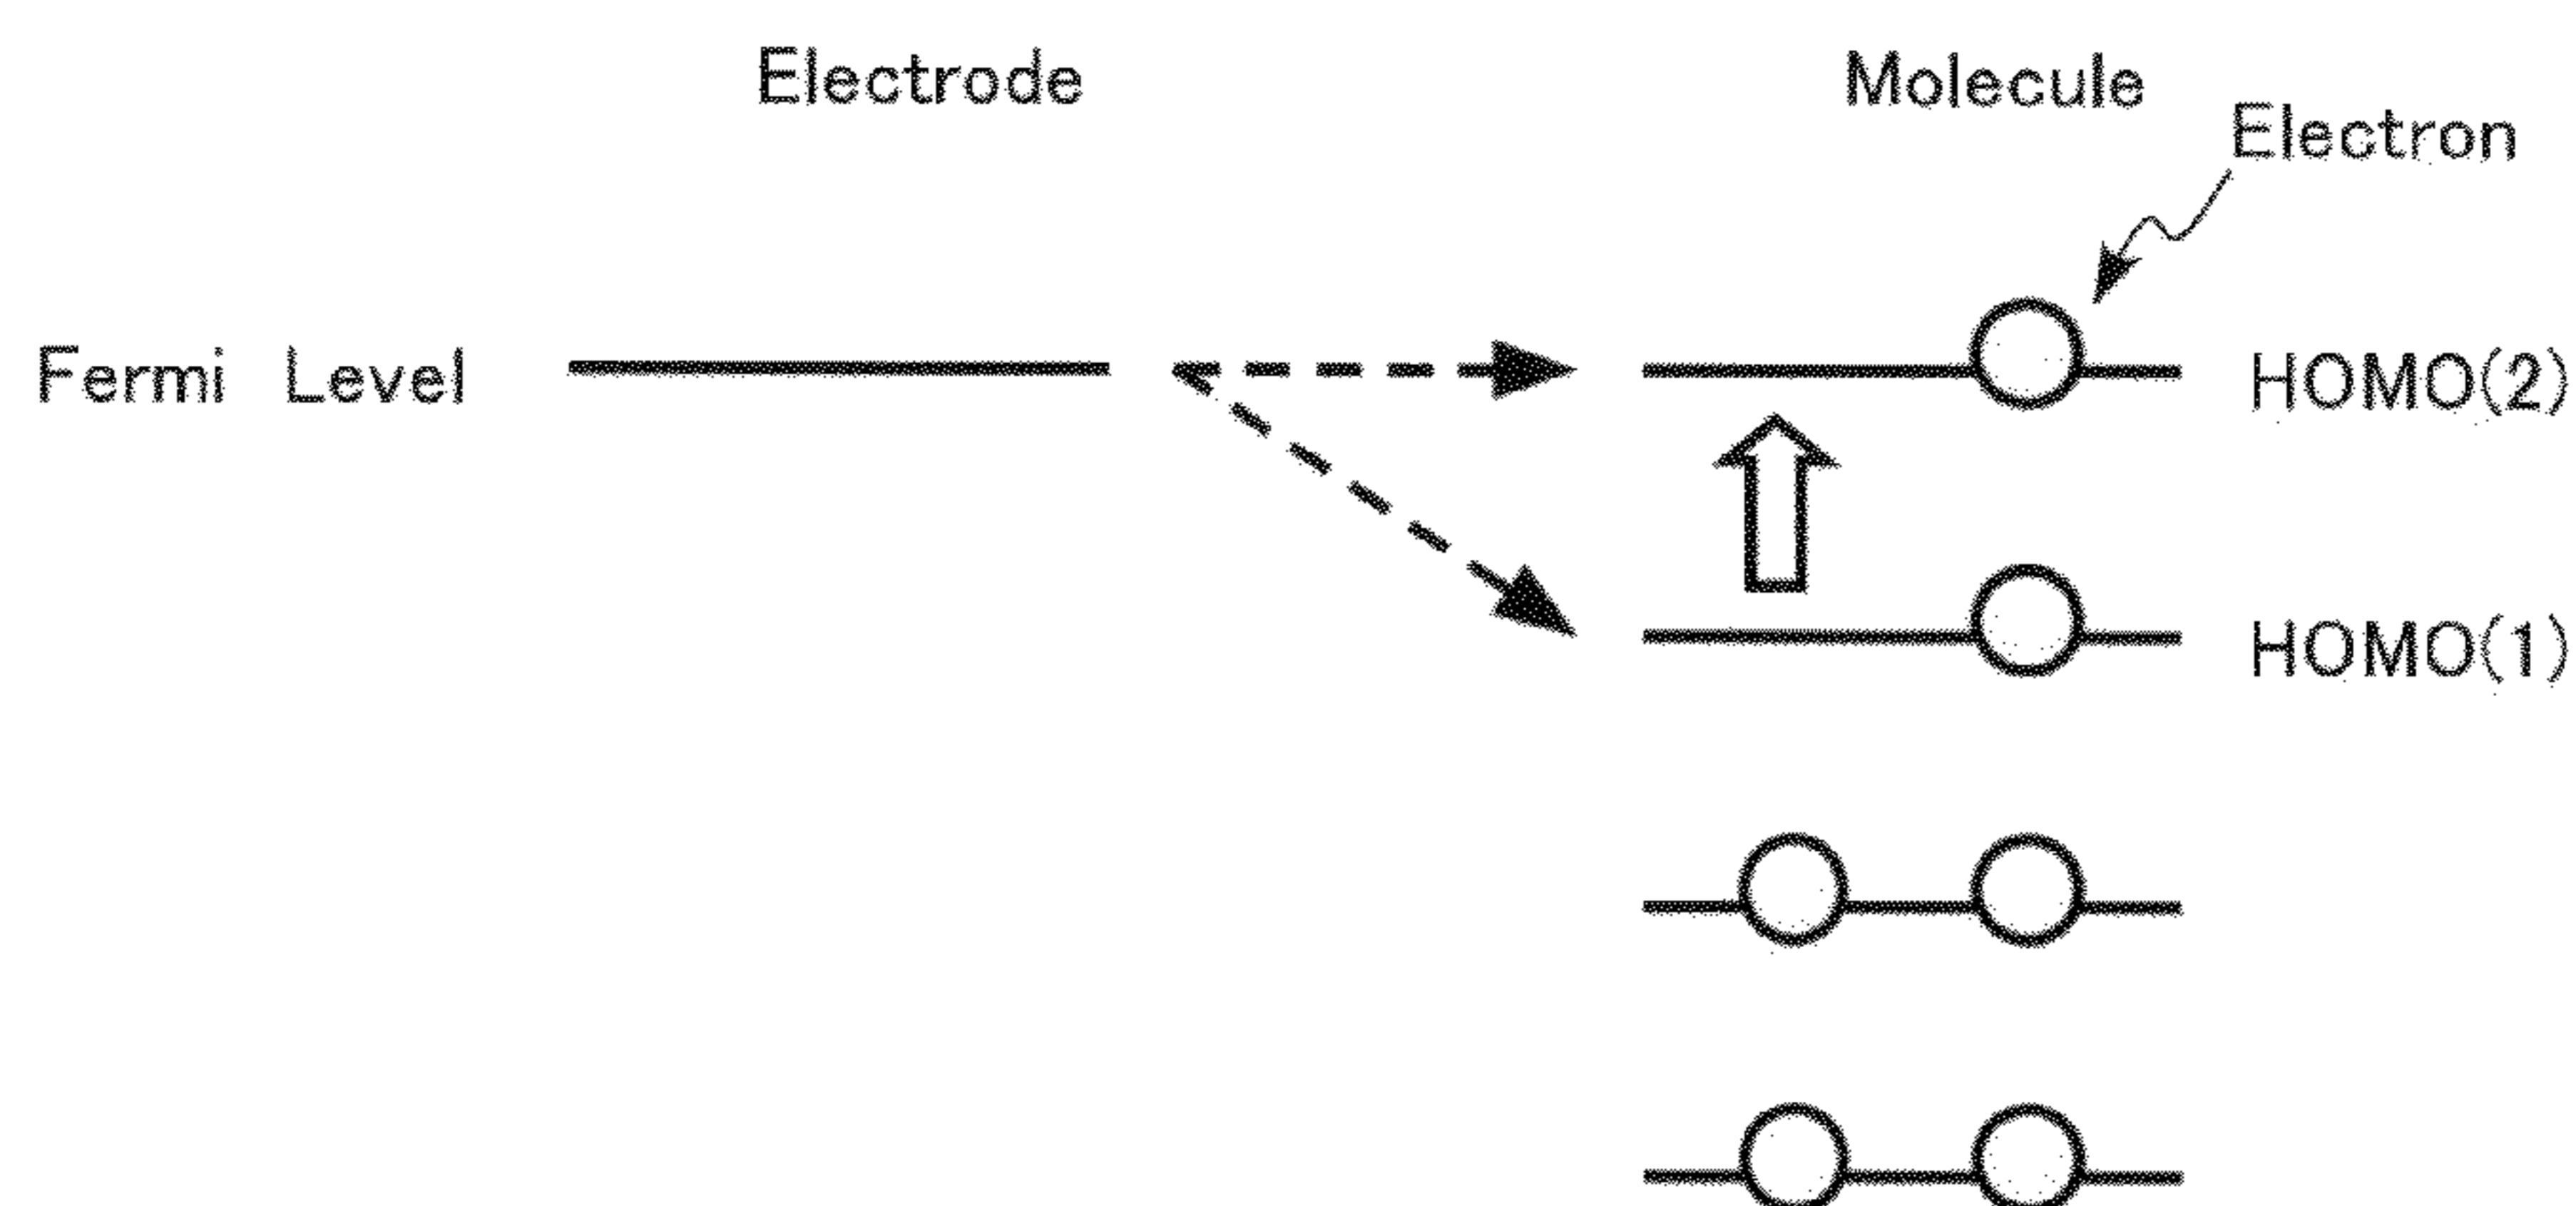 Electrode
Molecule
Electron
Fermi Level
HOMO(2)
HOMO(1)